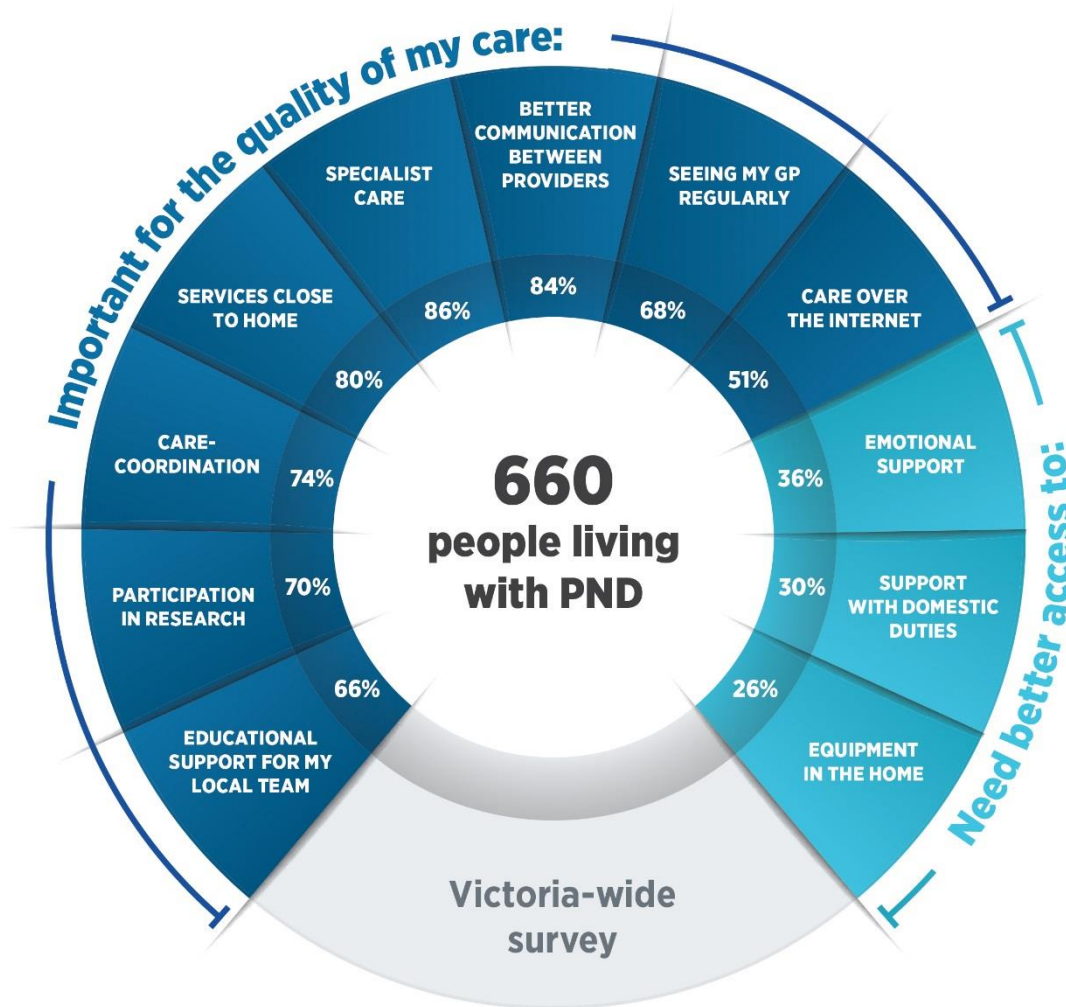 Important for the quality of my care:
EDUCATIONAL
SUPPORT FOR MY
LOCAL TEAM
66%
PARTICIPATION
IN RESEARCH
70%
CARE-
COORDINATION
74%
SERVICES CLOSE
TO HOME
80%
SPECIALIST
CARE
86%
BETTER
COMMUNICATION
BETWEEN
PROVIDERS
84%
SEEING MY GP
REGULARLY
68%
CARE OVER
THE INTERNET
51%
Need better access to:
EMOTIONAL
SUPPORT
36%
SUPPORT
WITH DOMESTIC
DUTIES
30%
EQUIPMENT
IN THE HOME
26%
660
people living
with PND
Victoria-wide
survey